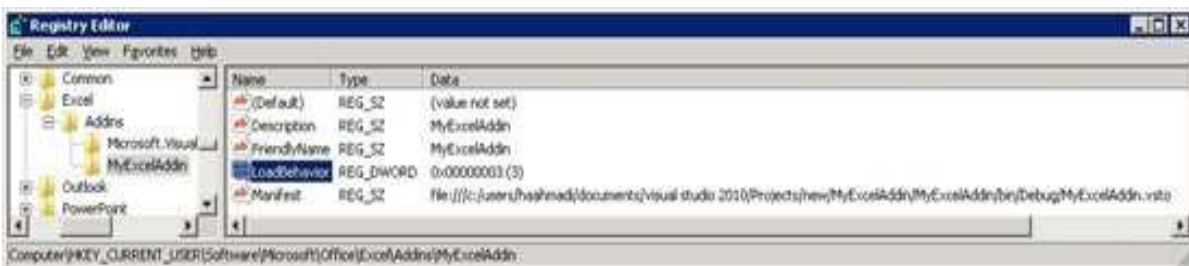 Registry Editor
File Edit View Favorites Help
Common
Excel
Addins
Microsoft.Visual
MyExcelAddin
Outlook
PowerPoint
Name Type Data
(Default) REG_SZ (value not set)
Description REG_SZ MyExcelAddin
FriendlyName REG_SZ MyExcelAddin
LoadBehavior REG_DWORD 0x00000003 (3)
Manifest REG_SZ file:///c:/users/haahmadi/documents/visual studio 2010/Projects/new/MyExcelAddin/MyExcelAddin/bin/Debug/MyExcelAddin.vsto
Computer\HKEY_CURRENT_USER\Software\Microsoft\Office\Excel\Addins\MyExcelAddin